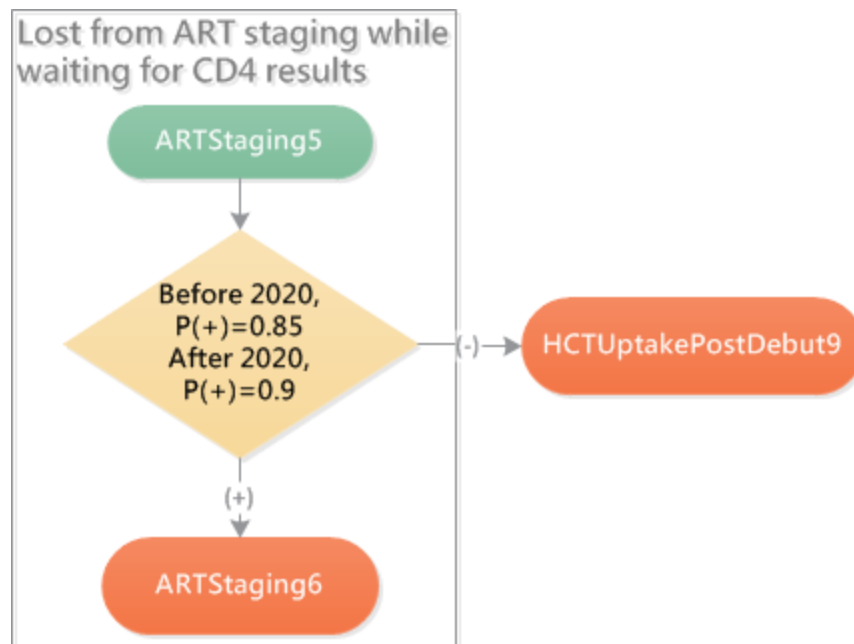 Lost from ART staging while
waiting for CD4 results
ARTStaging5
Before 2020,
P(+)=0.85
After 2020,
P(+)=0.9
(-)
HCTUptakePostDebut9
(+)
ARTStaging6